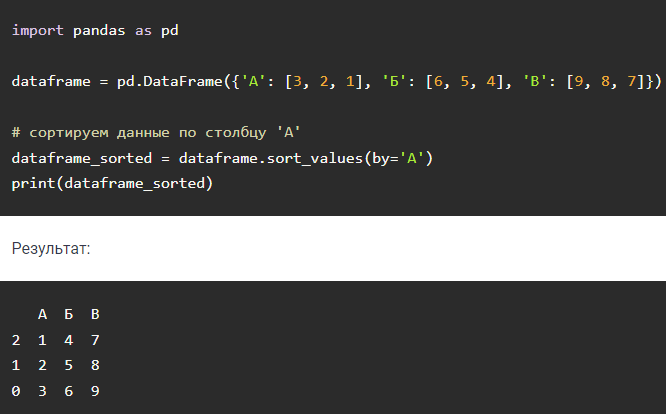 import pandas as pd
dataframe = pd.DataFrame({'А': [3, 2, 1], 'Б': [6, 5, 4], 'В': [9, 8, 7]})
# сортируем данные по столбцу 'А'
dataframe_sorted = dataframe.sort_values(by='А')
print(dataframe_sorted)
Результат:
А Б В
2 1 4 7
1 2 5 8
0 3 6 9